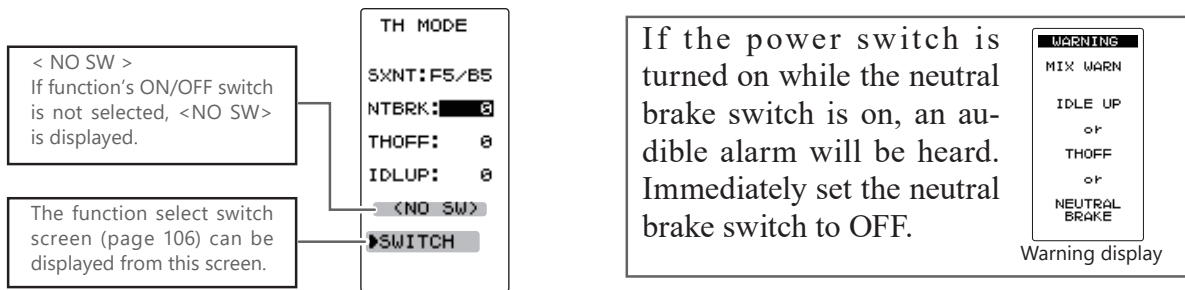 < NO SW >
If function's ON/OFF switch
is not selected, <NO SW>
is displayed.
The function select switch
screen (page 106) can be
displayed from this screen.
TH MODE
SXNT:F5/B5
NTBRK: 0
THOFF: 0
IDLUP: 0
<NO SW>
▶SWITCH
If the power switch is
turned on while the neutral
brake switch is on, an au-
dible alarm will be heard.
Immediately set the neutral
brake switch to OFF.
WARNING
MIX WARN
IDLE UP
or
THOFF
or
NEUTRAL
BRAKE
Warning display